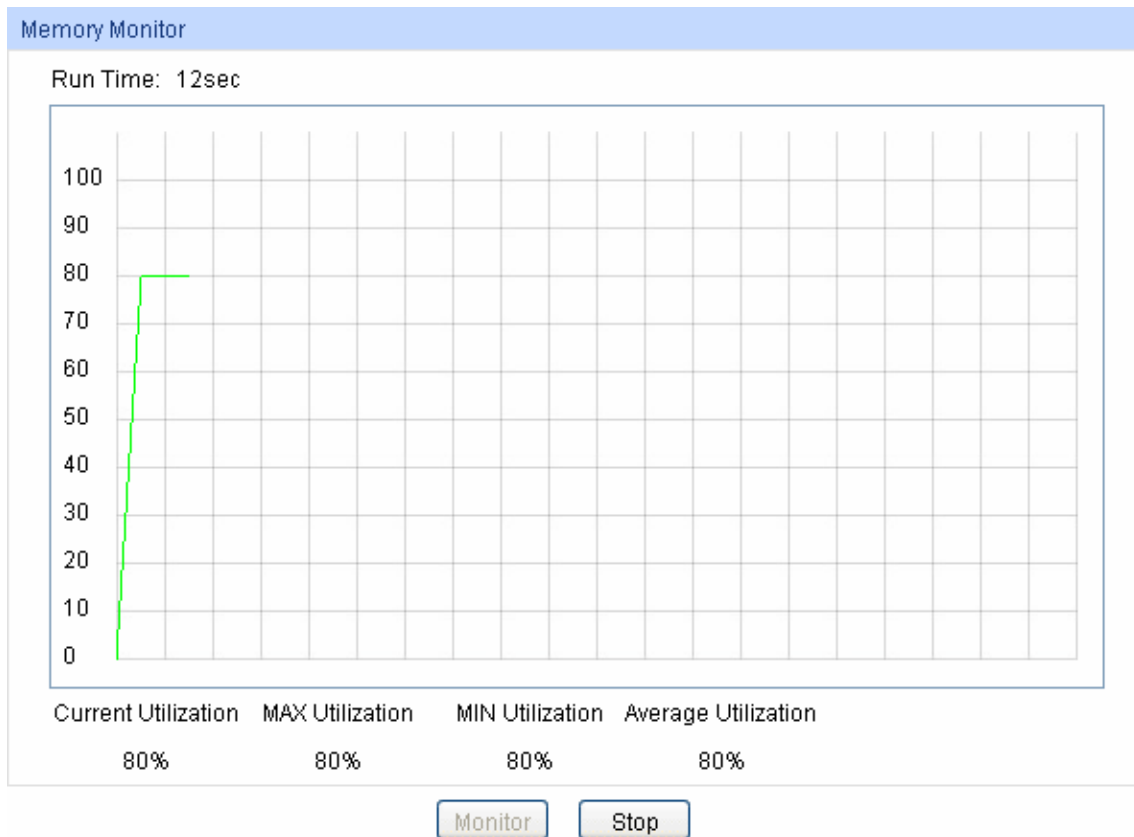 Memory Monitor
Run Time: 12sec
100
90
80
70
60
50
40
30
20
10
0
Current Utilization MAX Utilization MIN Utilization Average Utilization
80% 80% 80% 80%
Monitor Stop